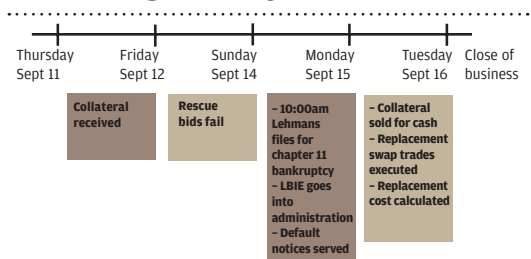 Thursday Friday Sunday Monday Tuesday Close of
Sept 11 Sept 12 Sept 14 Sept 15 Sept 16 business
Collateral
received
Rescue
bids fail
– 10:00am
Lehmans
files for
chapter 11
bankruptcy
– LBIE goes
into
administration
– Default
notices served
– Collateral
sold for cash
– Replacement
swap trades
executed
– Replacement
cost calculated